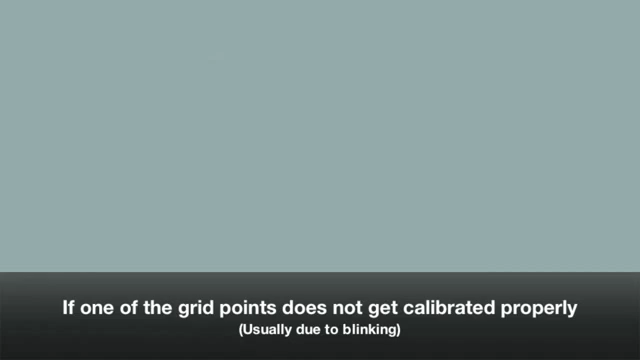 If one of the grid points does not get calibrated properly
(Usually due to blinking)